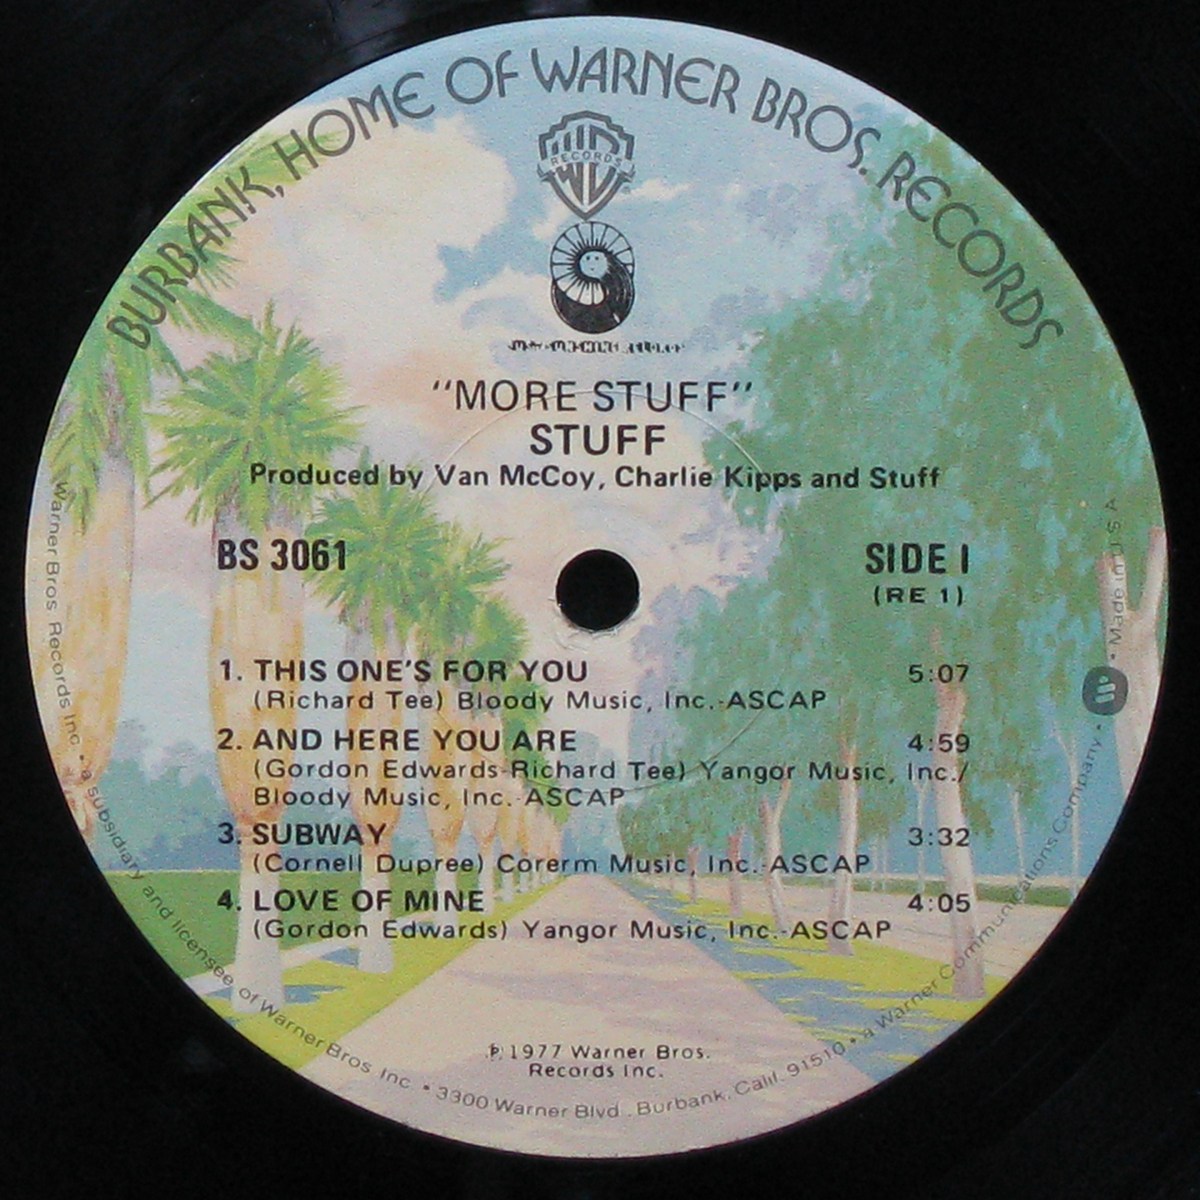 BURBANK, HOME OF WARNER BROS. RECORDS
RECORDS
"MORE STUFF"
STUFF
Produced by Van McCoy, Charlie Kipps and Stuff
BS 3061
SIDE I
(RE 1)
1. THIS ONE'S FOR YOU 5:07
(Richard Tee) Bloody Music, Inc.-ASCAP
2. AND HERE YOU ARE 4:59
(Gordon Edwards-Richard Tee) Yangor Music, Inc./
Bloody Music, Inc.-ASCAP
3. SUBWAY 3:32
(Cornell Dupree) Corerm Music, Inc.-ASCAP
4. LOVE OF MINE 4:05
(Gordon Edwards) Yangor Music, Inc.-ASCAP
℗ 1977 Warner Bros.
Records Inc.
Warner Bros. Records Inc. • a subsidiary and licensee of Warner Bros. Inc. • 3300 Warner Blvd., Burbank, Calif. 91510 • a Warner Communications Company • Made in U.S.A.